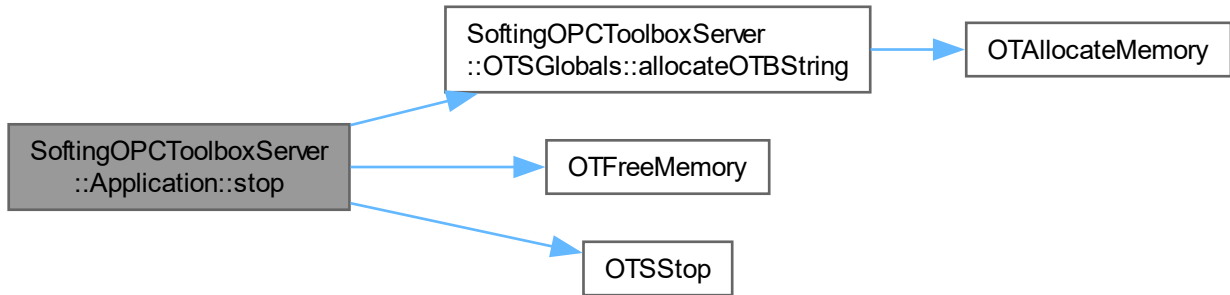 SoftingOPCToolboxServer
::Application::stop
SoftingOPCToolboxServer
::OTSGlobals::allocateOTBString
OTAllocateMemory
OTFreeMemory
OTSStop